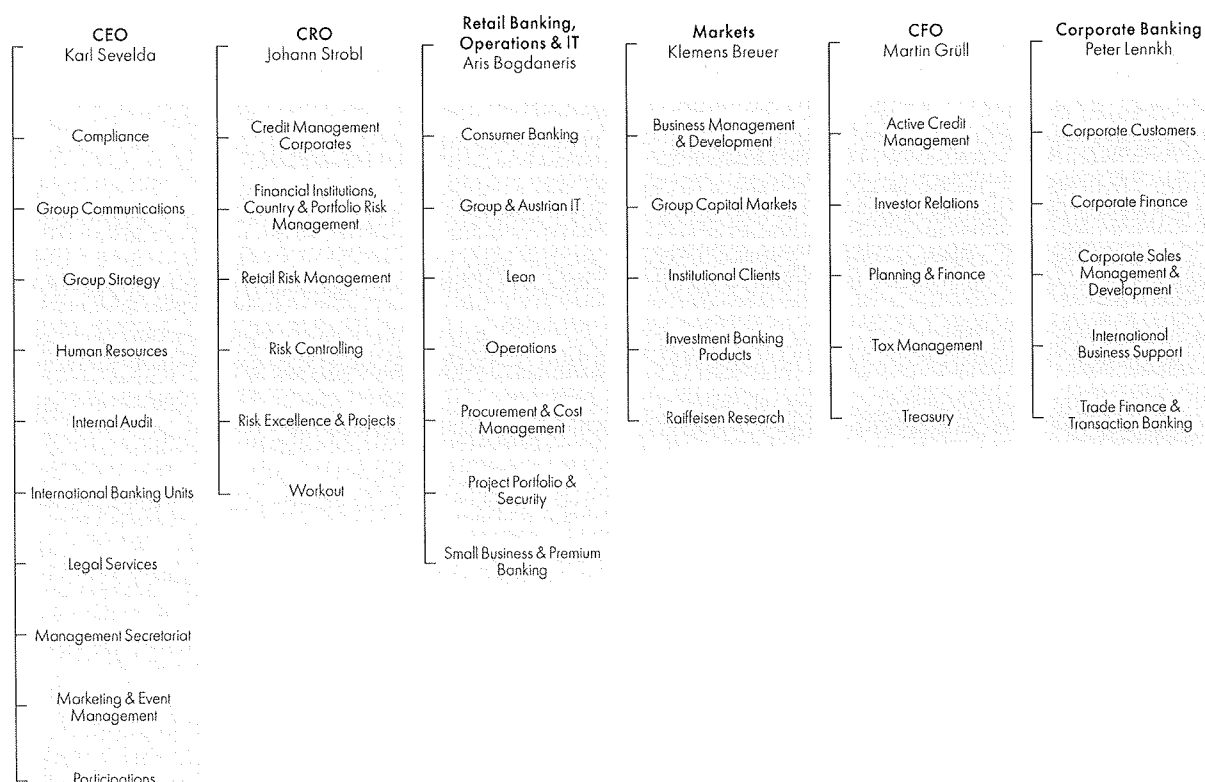 CEO
Karl Sevelda
Compliance
Group Communications
Group Strategy
Human Resources
Internal Audit
International Banking Units
Legal Services
Management Secretariat
Marketing & Event
Management
Participations
CRO
Johann Strobl
Credit Management
Corporates
Financial Institutions,
Country & Portfolio Risk
Management
Retail Risk Management
Risk Controlling
Risk Excellence & Projects
Workout
Retail Banking,
Operations & IT
Aris Bogdaneris
Consumer Banking
Group & Austrian IT
Lean
Operations
Procurement & Cost
Management
Project Portfolio &
Security
Small Business & Premium
Banking
Markets
Klemens Breuer
Business Management
& Development
Group Capital Markets
Institutional Clients
Investment Banking
Products
Raiffeisen Research
CFO
Martin Grüll
Active Credit
Management
Investor Relations
Planning & Finance
Tax Management
Treasury
Corporate Banking
Peter Lennkh
Corporate Customers
Corporate Finance
Corporate Sales
Management &
Development
International
Business Support
Trade Finance &
Transaction Banking